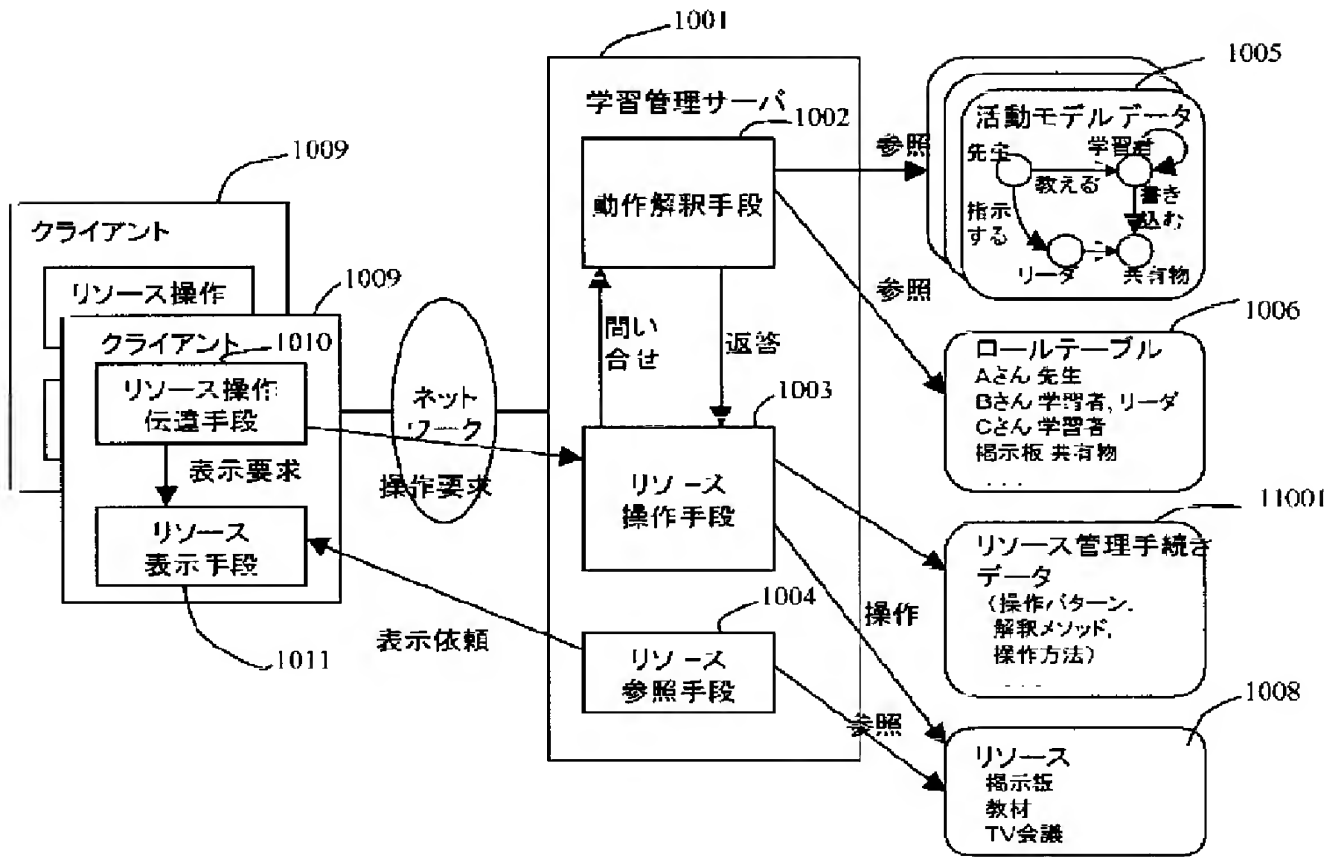 1001
学習管理サーバ
1002
動作解釈手段
問い
合せ
返答
1003
リソース
操作手段
1004
リソース
参照手段
1009
クライアント
リソース操作
1009
クライアント
1010
リソース操作
伝達手段
表示要求
リソース
表示手段
1011
ネット
ワーク
操作要求
表示依頼
参照
参照
操作
参照
1005
活動モデルデータ
先生
学習者
教える
指示
する
書き
込む
リーダ
共有物
1006
ロールテーブル
Aさん 先生
Bさん 学習者, リーダ
Cさん 学習者
掲示板 共有物
. . .
11001
リソース管理手続き
データ
（操作パターン,
解釈メソッド,
操作方法）
. . .
1008
リソース
掲示板
教材
TV会議